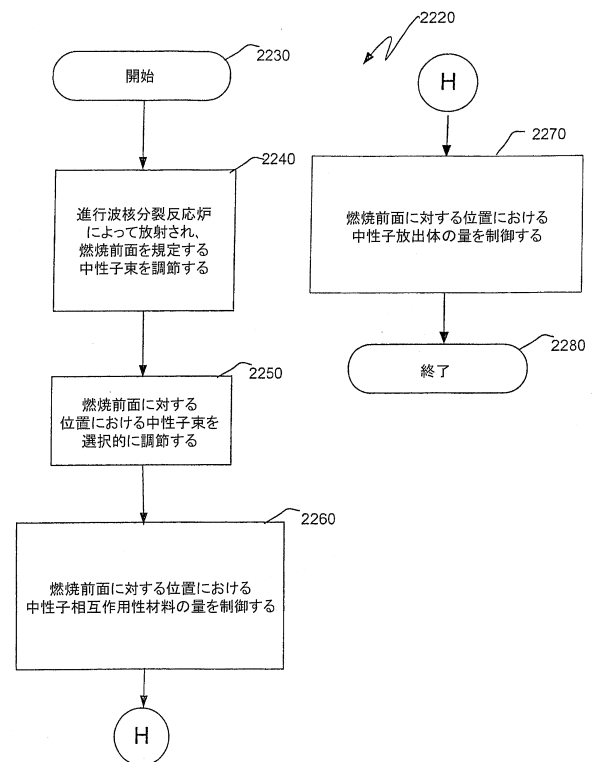 2220
開始
2230
進行波核分裂反応炉
によって放射され、
燃焼前面を規定する
中性子束を調節する
2240
燃焼前面に対する
位置における中性子束を
選択的に調節する
2250
燃焼前面に対する位置における
中性子相互作用性材料の量を制御する
2260
H
H
燃焼前面に対する位置における
中性子放出体の量を制御する
2270
終了
2280